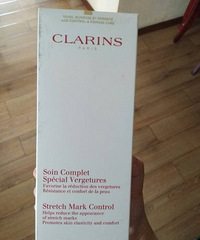 CLARINS
PARIS
Soin Complet
Spécial Vergetures
Favorise la réduction des vergetures
Résistance et confort de la peau
Stretch Mark Control
Helps reduce the appearance
of stretch marks
Promotes skin elasticity and comfort